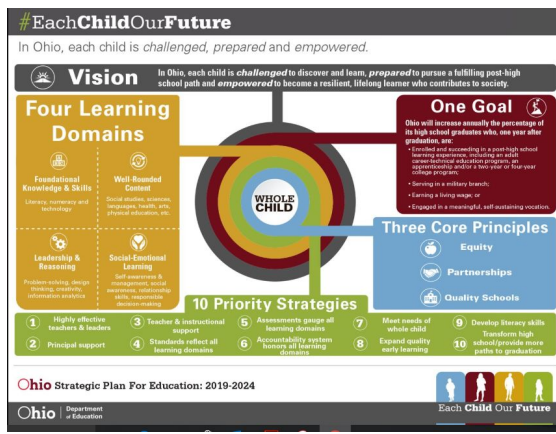 #EachChildOurFuture
In Ohio, each child is challenged, prepared and empowered.
Vision
In Ohio, each child is challenged to discover and learn, prepared to pursue a fulfilling post-high
school path and empowered to become a resilient, lifelong learner who contributes to society.
Four Learning
Domains
Foundational
Knowledge & Skills
Literacy, numeracy and
technology
Well-Rounded
Content
Social studies, sciences,
languages, health, arts,
physical education, etc.
Leadership &
Reasoning
Problem-solving, design
thinking, creativity,
information analytics
Social-Emotional
Learning
Self-awareness &
management,
social awareness,
relationship
skills, responsible
decision-making
WHOLE
CHILD
One Goal
Ohio will increase annually the percentage of
its high school graduates who, one year after
graduation, are:
• Enrolled and succeeding in a post-high school
learning experience, including an adult
career-technical education program, an
apprenticeship and/or a two-year or four-year
college program;
• Serving in a military branch;
• Earning a living wage; or
• Engaged in a meaningful, self-sustaining vocation.
Three Core Principles
Equity
Partnerships
Quality Schools
10 Priority Strategies
1 Highly effective
teachers & leaders
2 Principal support
3 Teacher & instructional
support
4 Standards reflect all
learning domains
5 Assessments gauge all
learning domains
6 Accountability system
honors all learning
domains
7 Meet needs of
whole child
8 Expand quality
early learning
9 Develop literacy skills
10 Transform high
school/provide more
paths to graduation
Ohio Strategic Plan For Education: 2019-2024
Ohio Department
of Education
Each Child Our Future